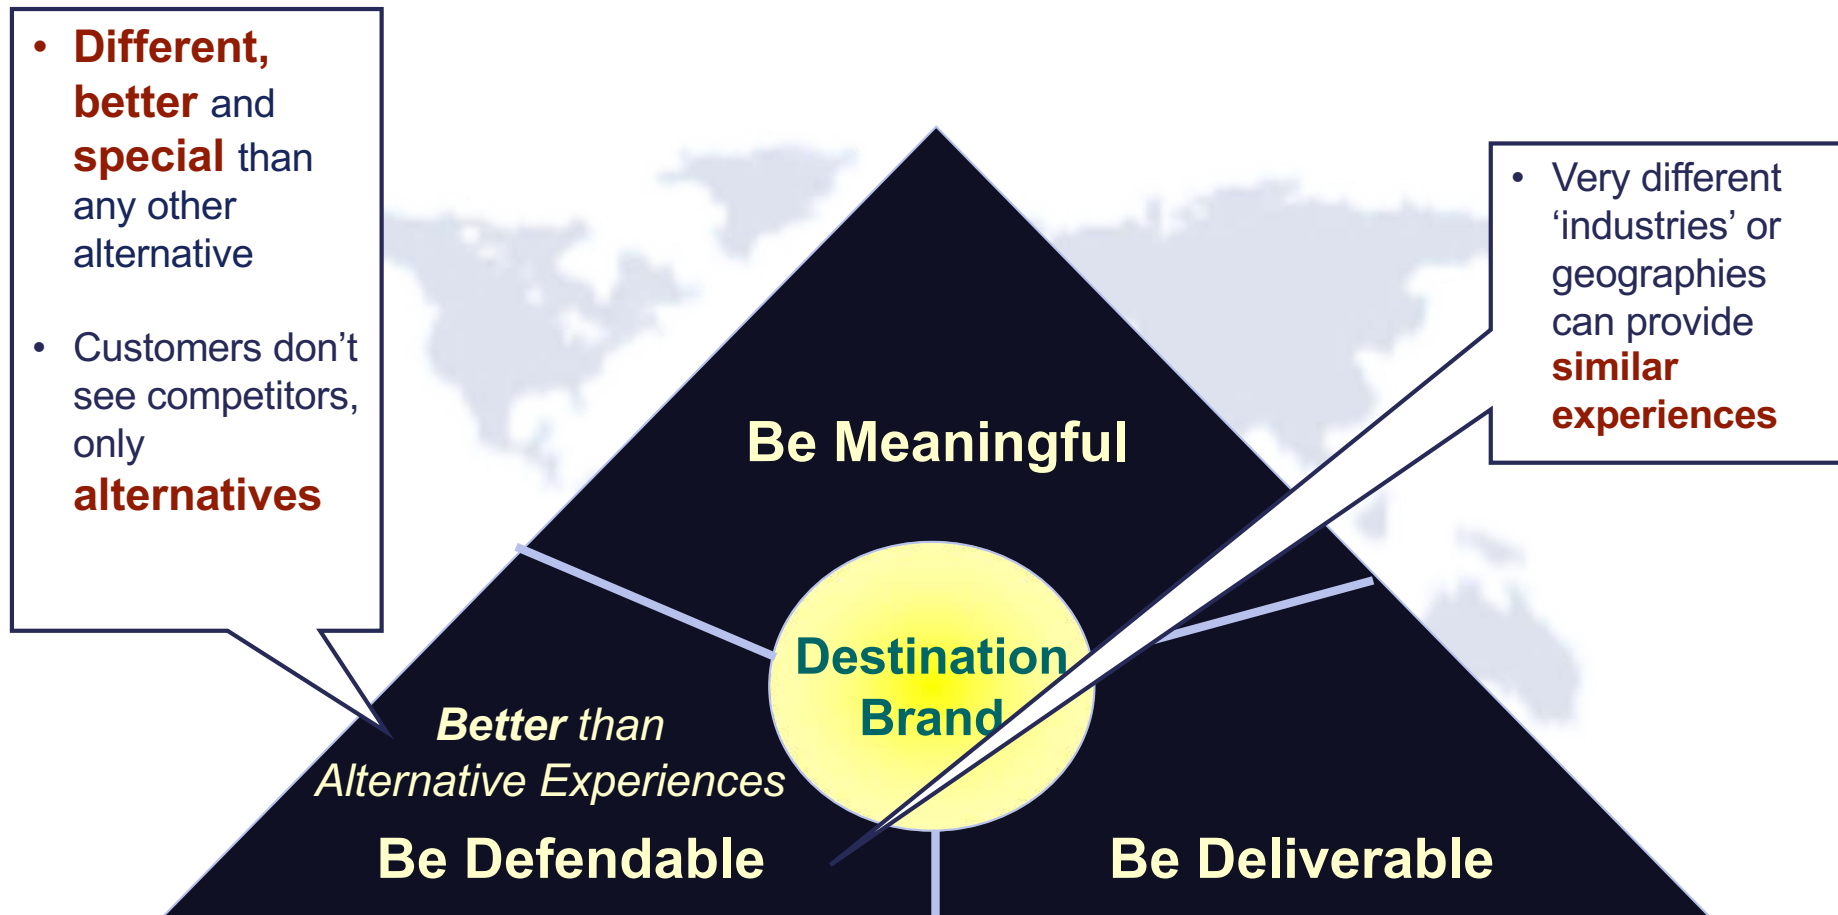 • Different,
better and
special than
any other
alternative
• Customers don’t
see competitors,
only
alternatives
• Very different
‘industries’ or
geographies
can provide
similar
experiences
Be Meaningful
Destination
Brand
Better than
Alternative Experiences
Be Defendable
Be Deliverable